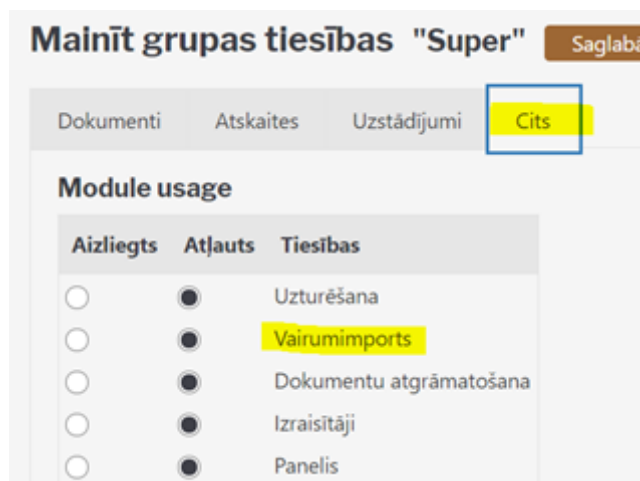 Mainīt grupas tiesības "Super"
Dokumenti Atskaites Uzstādījumi Cits
Module usage
Aizliegts Atļauts Tiesības
Uzturēšana
Vairumimports
Dokumentu atgrāmatošana
Izraisītāji
Panelis